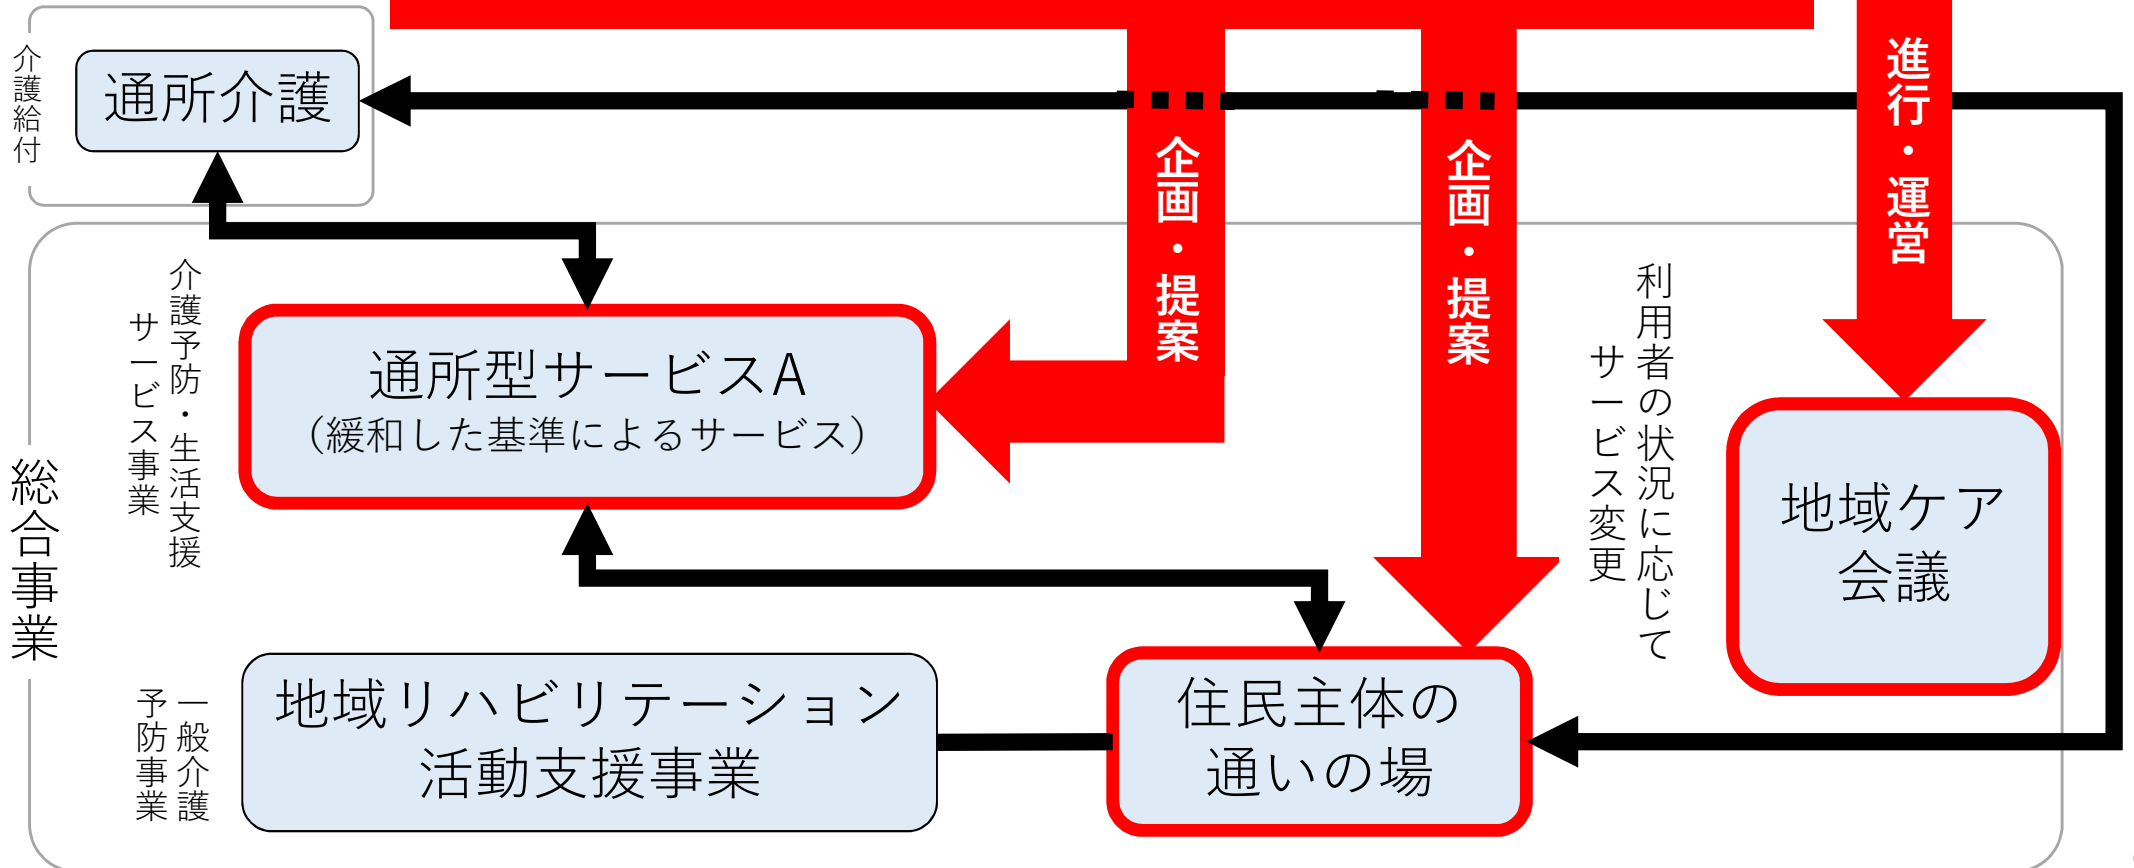 介護給付
通所介護
進行・運営
企画・提案
企画・提案
介護予防・生活支援
サービス事業
通所型サービスA
（緩和した基準によるサービス）
利用者の状況に応じて
サービス変更
地域ケア
会議
総合事業
一般介護
予防事業
地域リハビリテーション
活動支援事業
住民主体の
通いの場